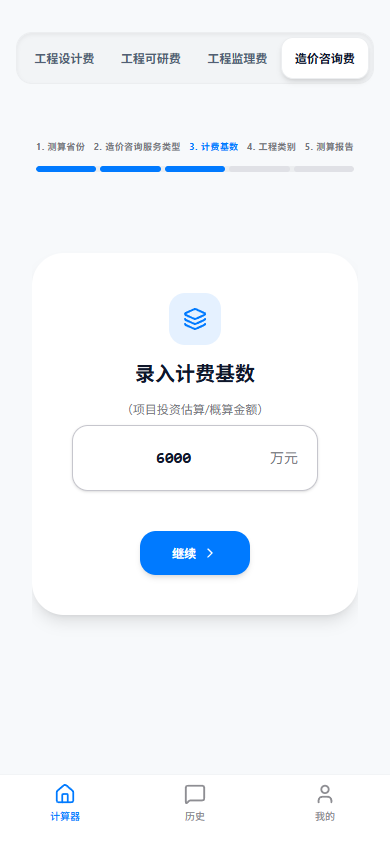 工程设计费 工程可研费 工程监理费 造价咨询费
1. 测算省份 2. 造价咨询服务类型 3. 计费基数 4. 工程类别 5. 测算报告
录入计费基数
（项目投资估算/概算金额）
6000 万元
继续
计算器 历史 我的